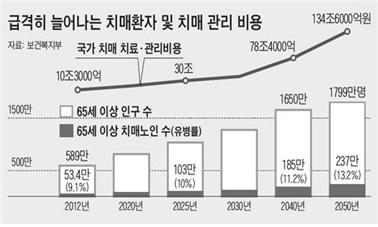 급격히 늘어나는 치매환자 및 치매 관리 비용
자료: 보건복지부
134조6000억원
국가 치매 치료·관리비용
78조4000억
10조3000억
30조
1500만
65세 이상 인구 수
65세 이상 치매노인 수(유병률)
1650만
1799만명
500만
589만
53.4만
(9.1%)
103만
(10%)
185만
(11.2%)
237만
(13.2%)
2012년 2020년 2025년 2030년 2040년 2050년